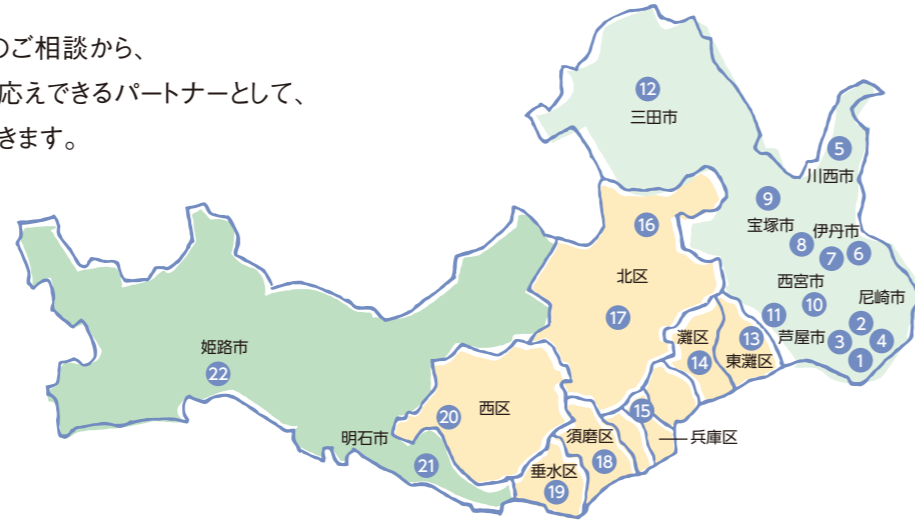 のご相談から、
応えできるパートナーとして、
きます。
12
三田市
5
川西市
9
宝塚市
伊丹市
8
7
6
16
北区
17
西宮市
10
尼崎市
11
芦屋市
2
3
4
1
灘区
14
13
東灘区
姫路市
22
20
西区
15
兵庫区
須磨区
18
明石市
21
垂水区
19